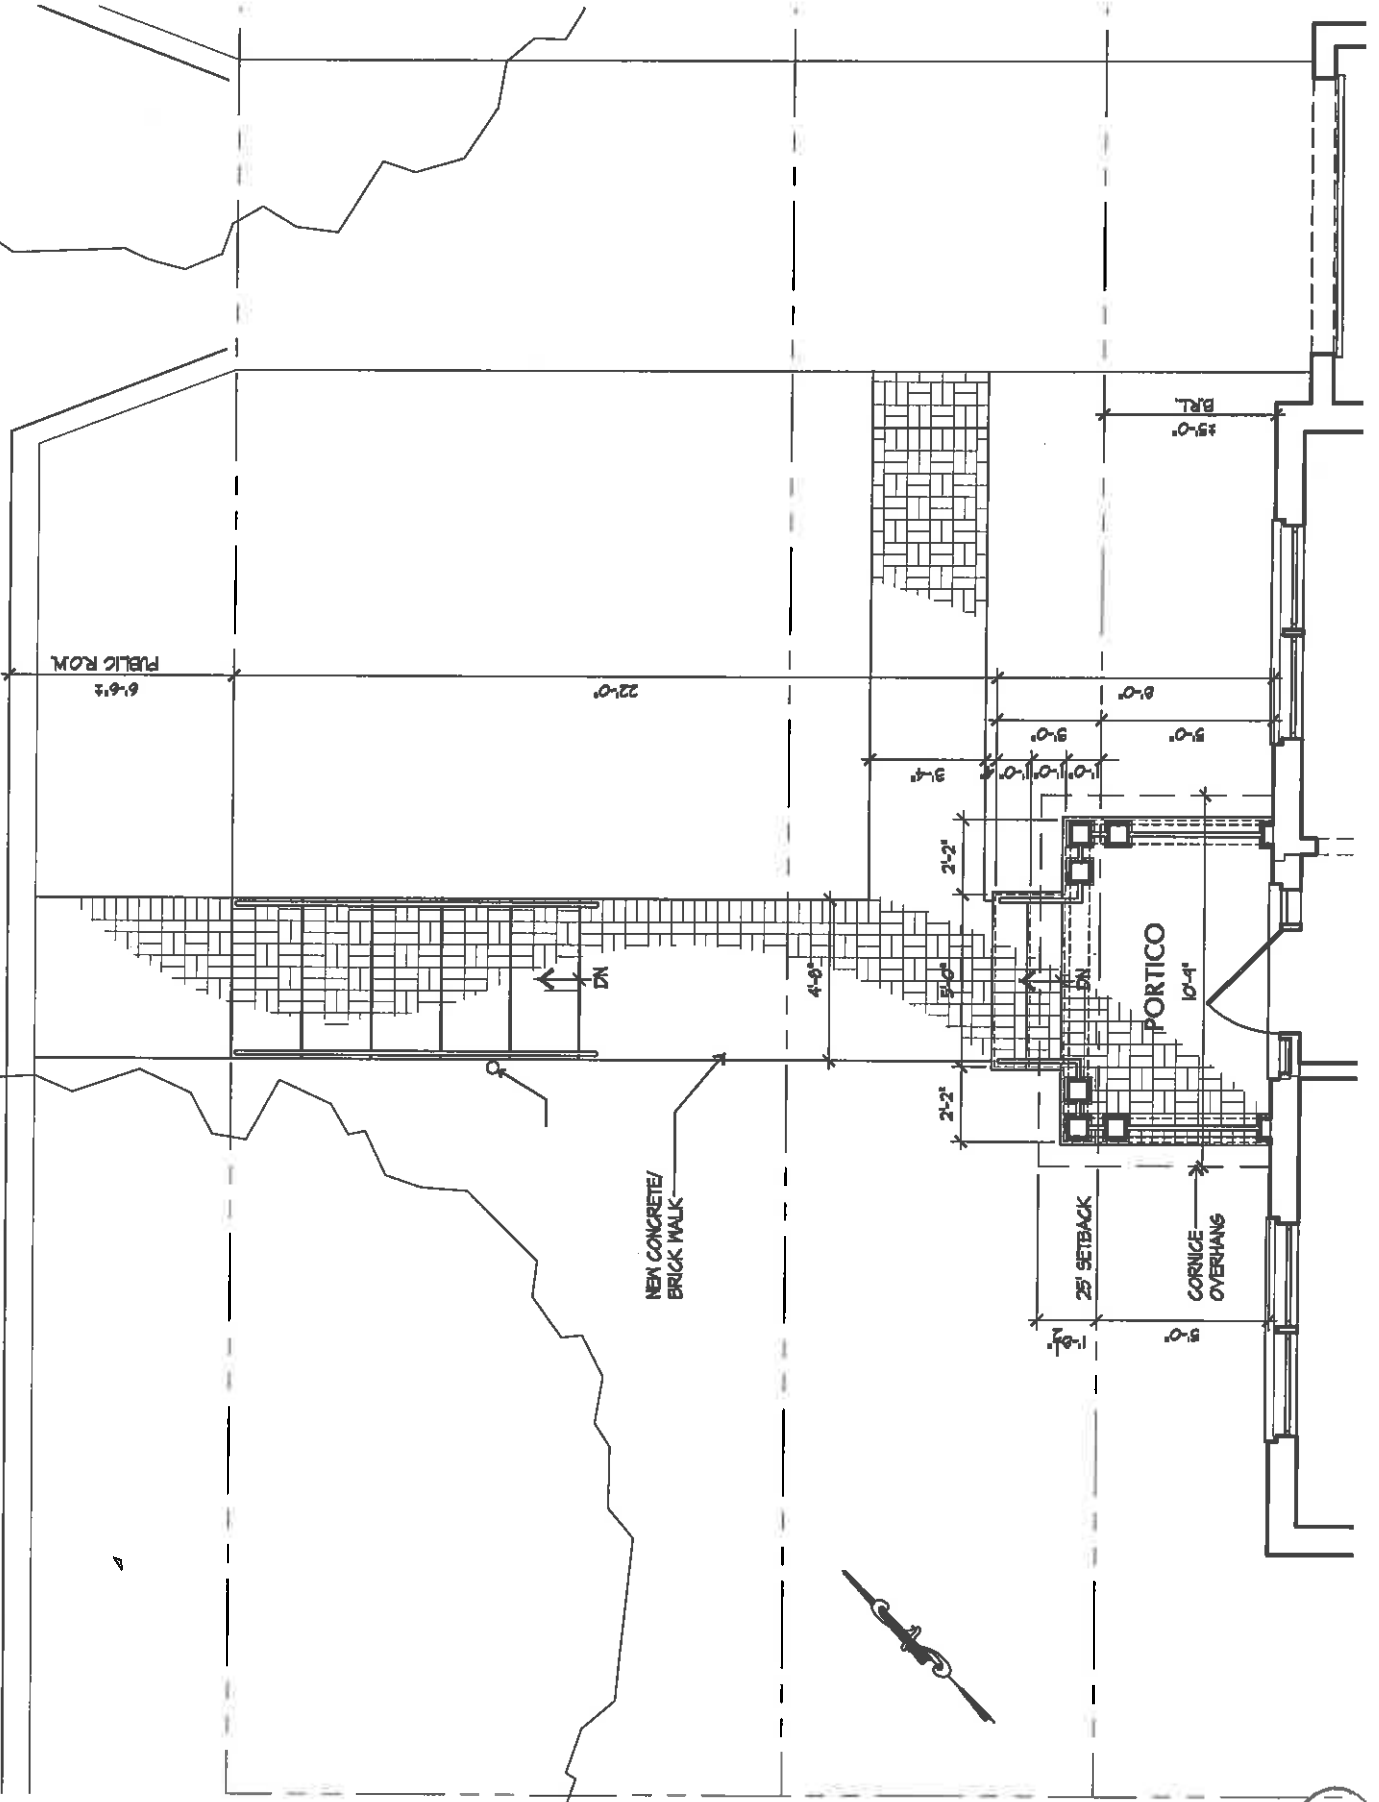 PUBLIC R.O.W.
6'-6"±
22'-0"
8'-0"
3'-0"
5'-0"
3'-4"
1'-0"
1'-0"
1'-0"
B.R.L.
±5'-0"
2'-2"
5'-0"
2'-2"
4'-8"
DN
DN
PORTICO
10'-4"
NEW CONCRETE/
BRICK WALK
25' SETBACK
CORNICE
OVERHANG
5'-0"